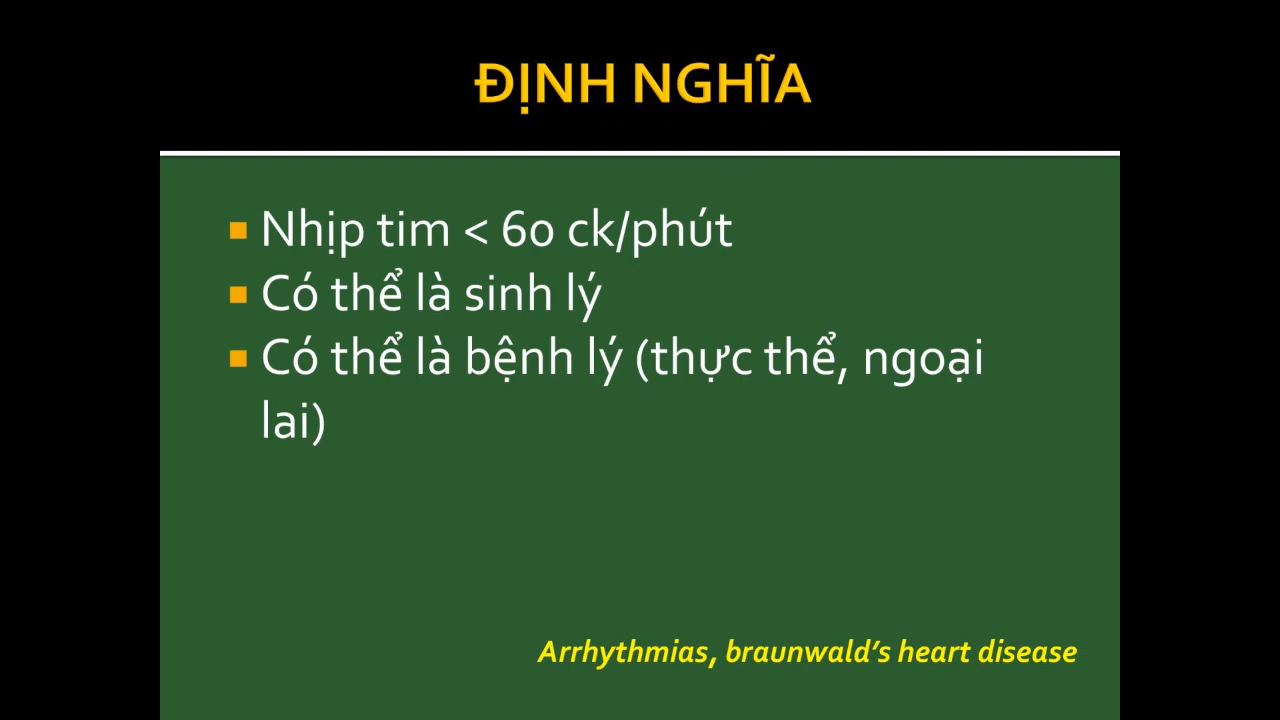 ĐỊNH NGHĨA
Nhịp tim < 60 ck/phút
Có thể là sinh lý
Có thể là bệnh lý (thực thể, ngoại
lai)
Arrhythmias, braunwald's heart disease